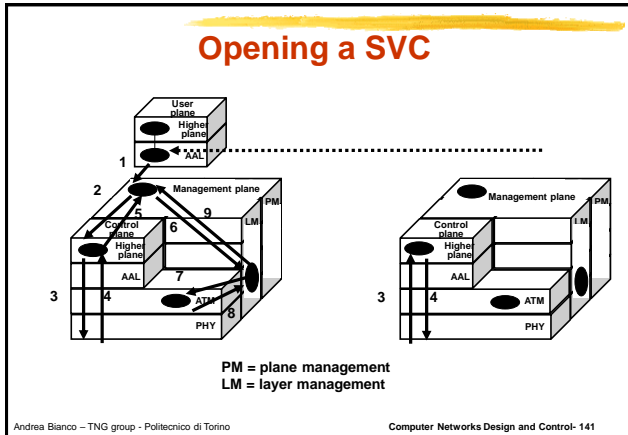 Opening a SVC
User
plane
Higher
plane
AAL
1
2
Management plane
PM
5
6
9
LM
Control
plane
Higher
plane
AAL
7
3
4
ATM
8
PHY
Management plane
PM
LM
Control
plane
Higher
plane
AAL
3
4
ATM
PHY
PM = plane management
LM = layer management
Andrea Bianco – TNG group - Politecnico di Torino
Computer Networks Design and Control- 141